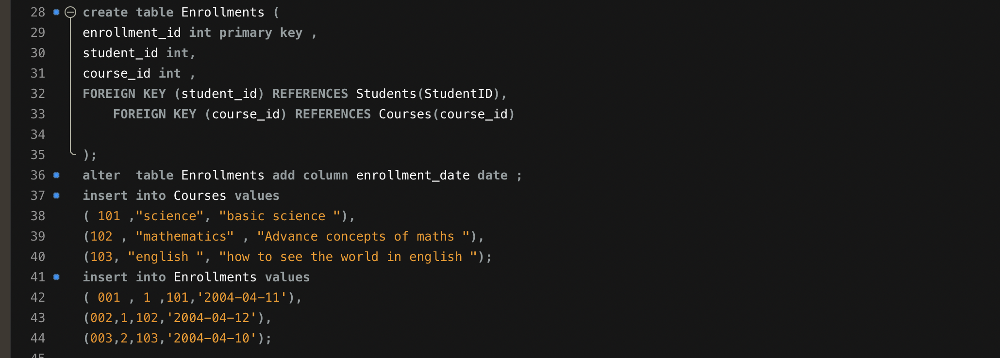 28 create table Enrollments (
29 enrollment_id int primary key ,
30 student_id int,
31 course_id int ,
32 FOREIGN KEY (student_id) REFERENCES Students(StudentID),
33     FOREIGN KEY (course_id) REFERENCES Courses(course_id)
34
35 );
36 alter  table Enrollments add column enrollment_date date ;
37 insert into Courses values
38 ( 101 ,"science", "basic science "),
39 (102 , "mathematics" , "Advance concepts of maths "),
40 (103, "english ", "how to see the world in english ");
41 insert into Enrollments values
42 ( 001 , 1 ,101,'2004-04-11'),
43 (002,1,102,'2004-04-12'),
44 (003,2,103,'2004-04-10');
45